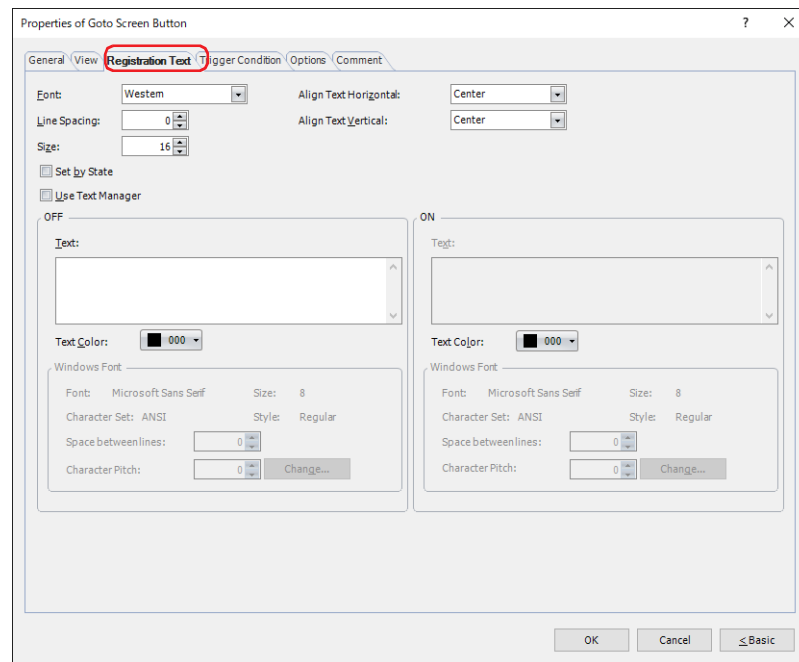 Properties of Goto Screen Button ?
General View Registration Text Trigger Condition Options Comment
Font: Western Align Text Horizontal: Center
Line Spacing: 0 Align Text Vertical: Center
Size: 16
Set by State
Use Text Manager
OFF
Text:
Text Color: 000
Windows Font
Font: Microsoft Sans Serif Size: 8
Character Set: ANSI Style: Regular
Space between lines: 0
Character Pitch: 0 Change...
ON
Text:
Text Color: 000
Windows Font
Font: Microsoft Sans Serif Size: 8
Character Set: ANSI Style: Regular
Space between lines: 0
Character Pitch: 0 Change...
OK Cancel < Basic